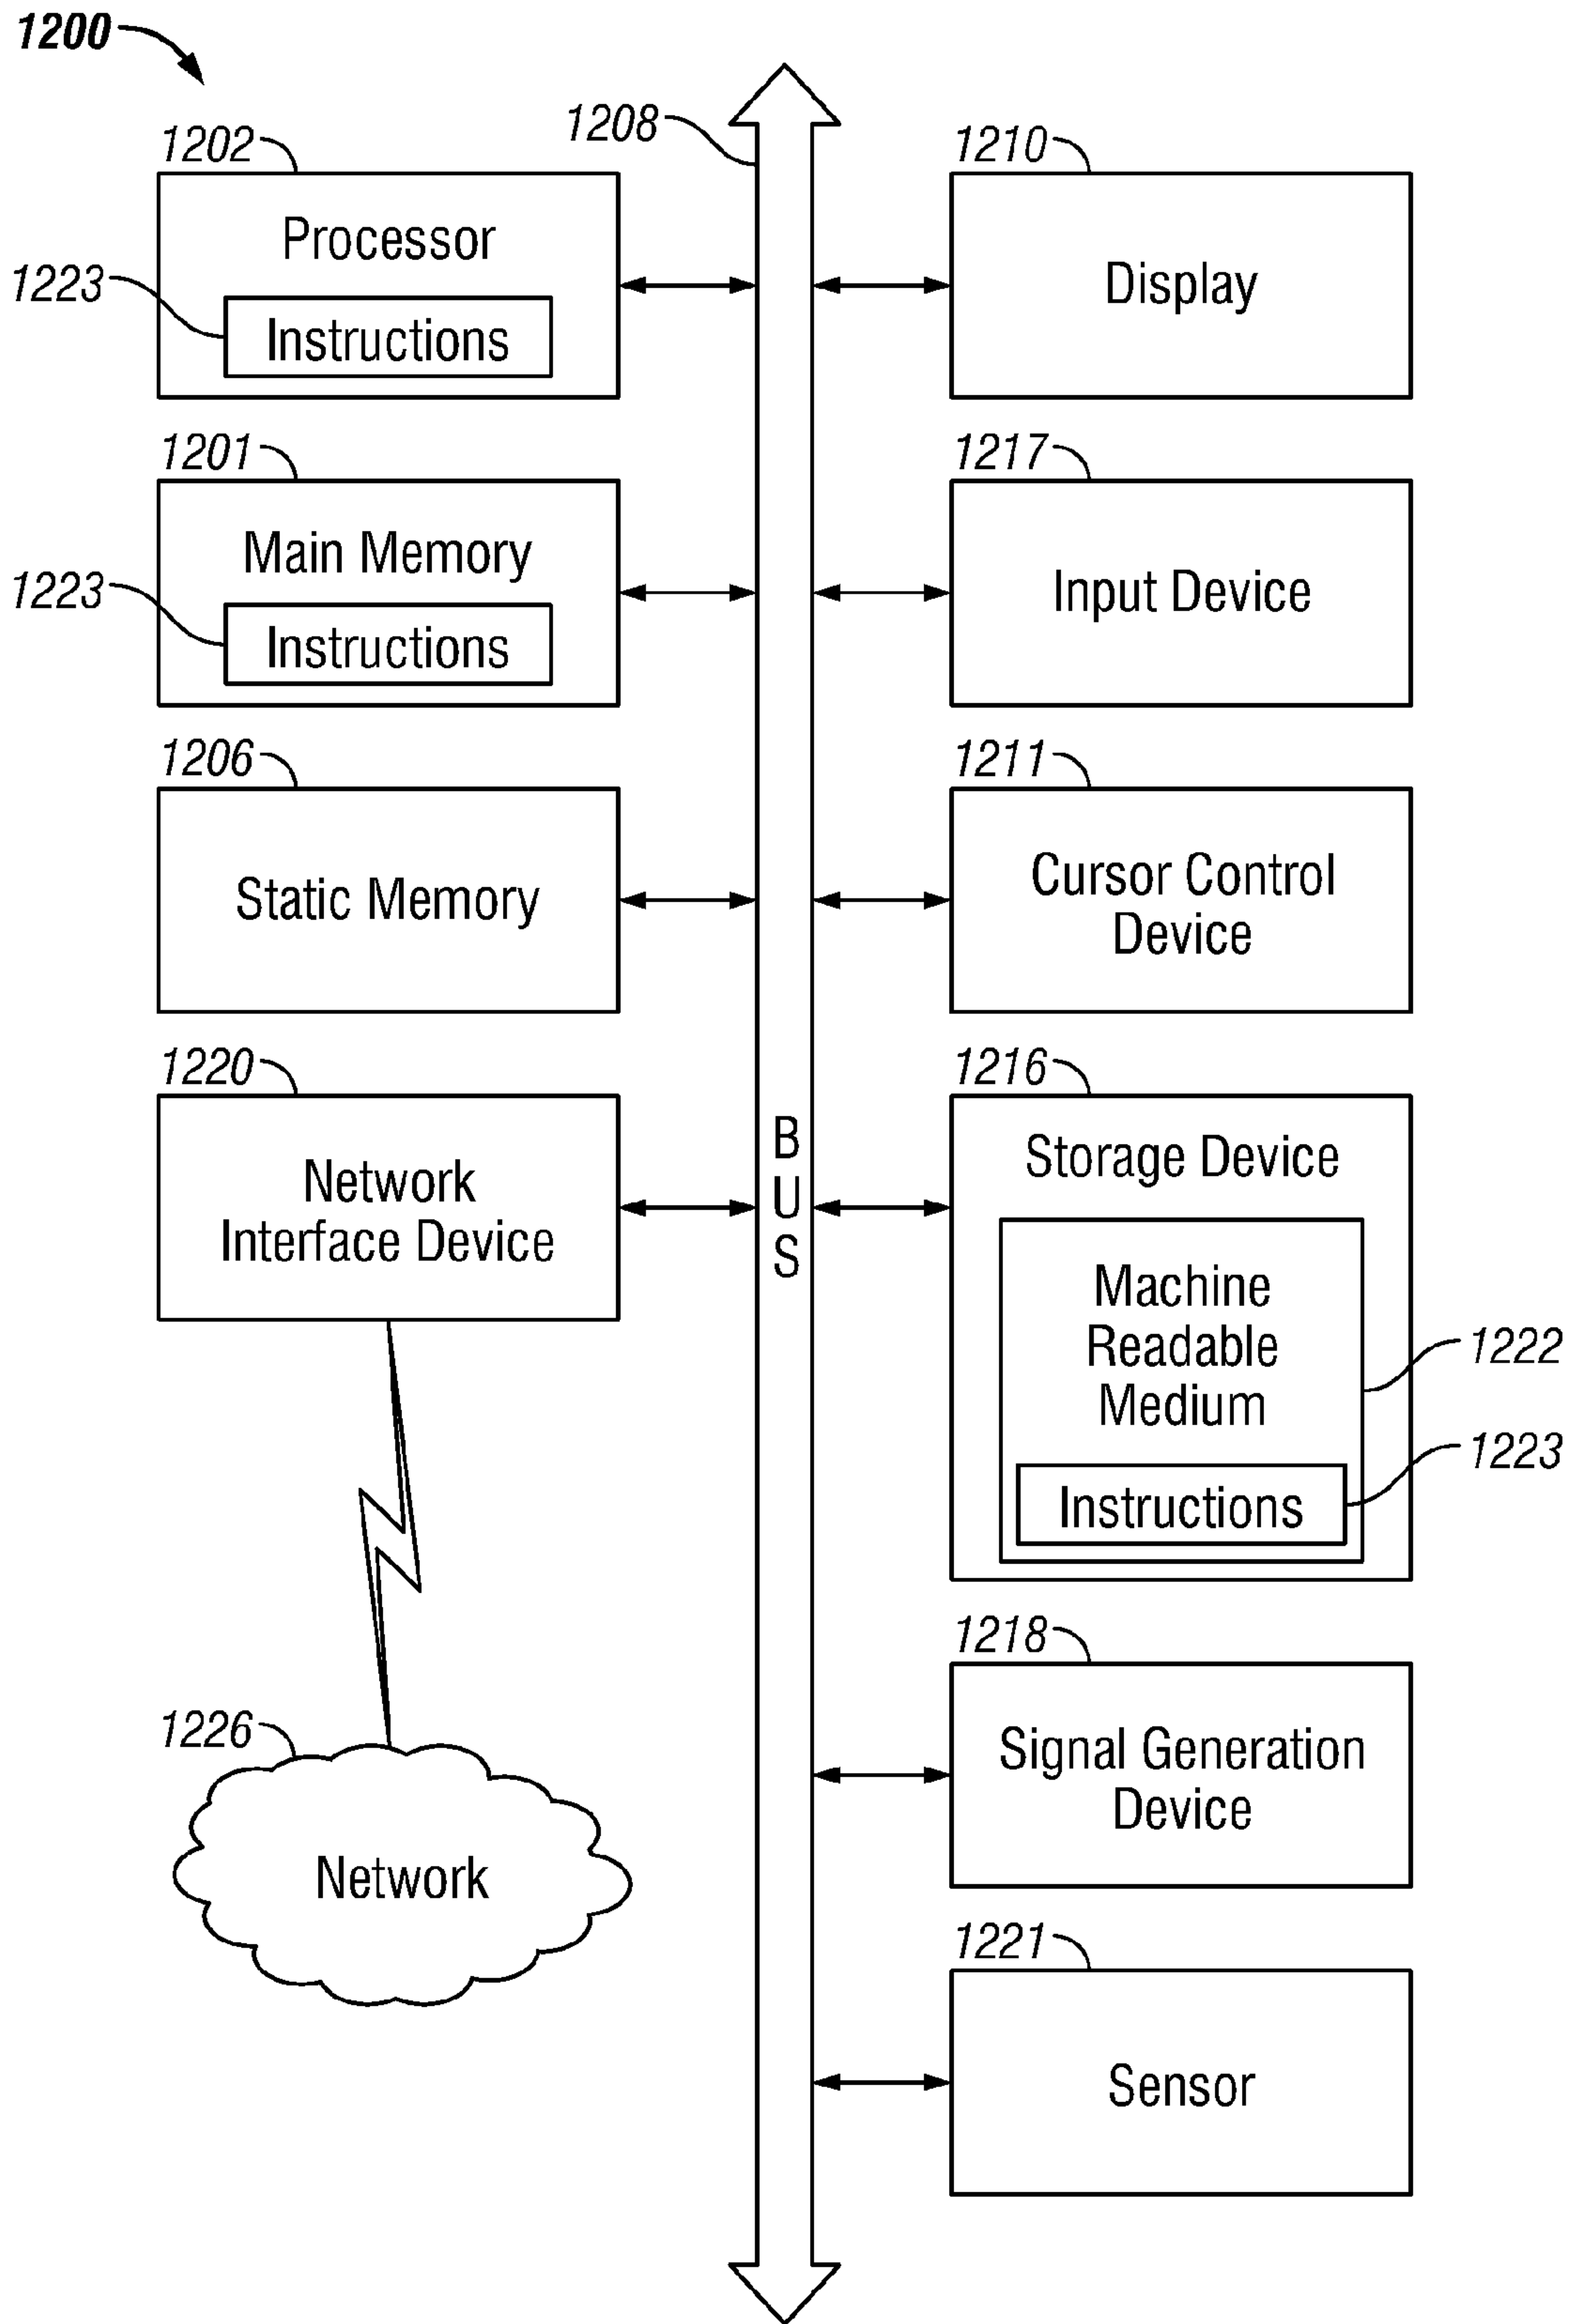 1200
1208
1202
Processor
1223
Instructions
1201
Main Memory
1223
Instructions
1206
Static Memory
1220
Network
Interface Device
1226
Network
B
U
S
1210
Display
1217
Input Device
1211
Cursor Control
Device
1216
Storage Device
Machine
Readable
Medium
1222
1223
Instructions
1218
Signal Generation
Device
1221
Sensor